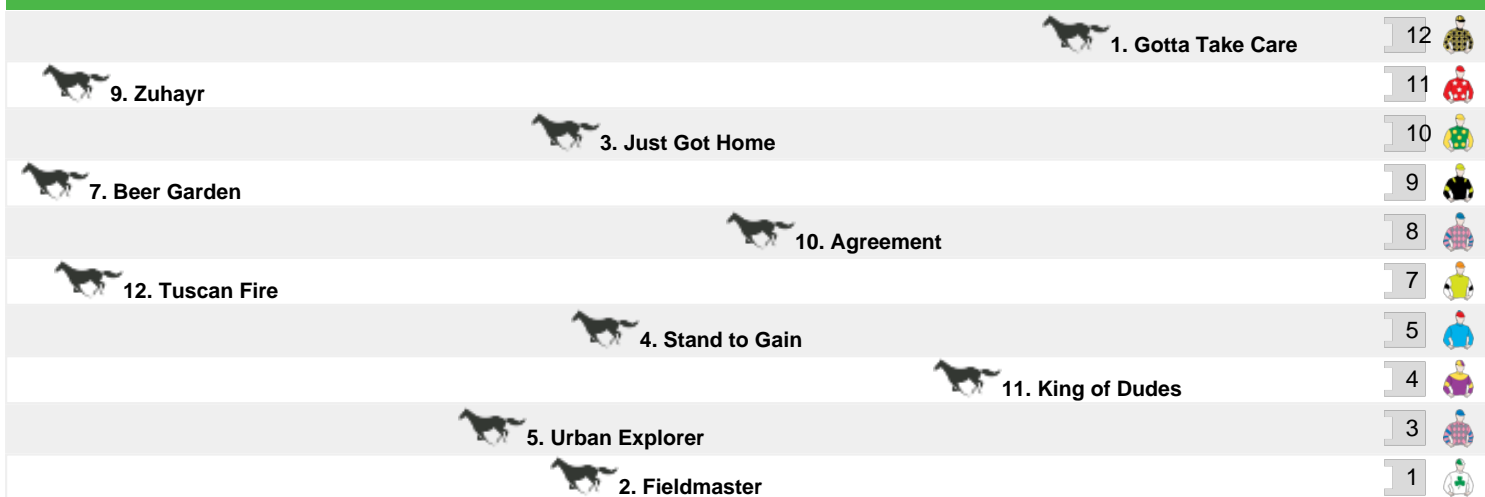 1. Gotta Take Care 12
9. Zuhayr 11
3. Just Got Home 10
7. Beer Garden 9
10. Agreement 8
12. Tuscan Fire 7
4. Stand to Gain 5
11. King of Dudes 4
5. Urban Explorer 3
2. Fieldmaster 1